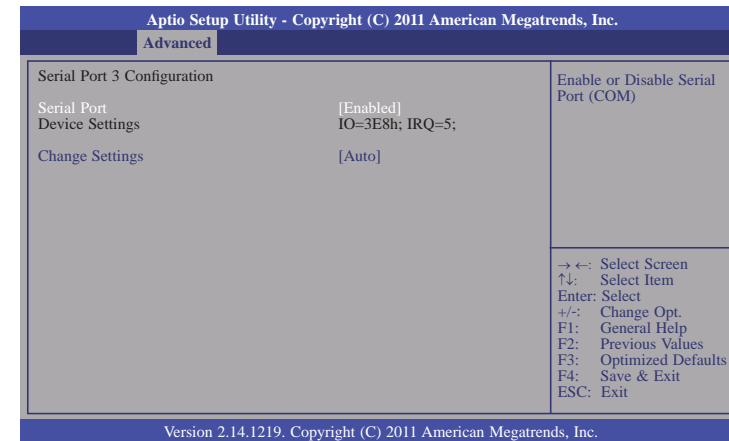 Aptio Setup Utility - Copyright (C) 2011 American Megatrends, Inc.
Advanced
Serial Port 3 Configuration
Serial Port [Enabled]
Device Settings IO=3E8h; IRQ=5;
Change Settings [Auto]
Enable or Disable Serial
Port (COM)
→ ←: Select Screen
↑↓: Select Item
Enter: Select
+/-: Change Opt.
F1: General Help
F2: Previous Values
F3: Optimized Defaults
F4: Save & Exit
ESC: Exit
Version 2.14.1219. Copyright (C) 2011 American Megatrends, Inc.